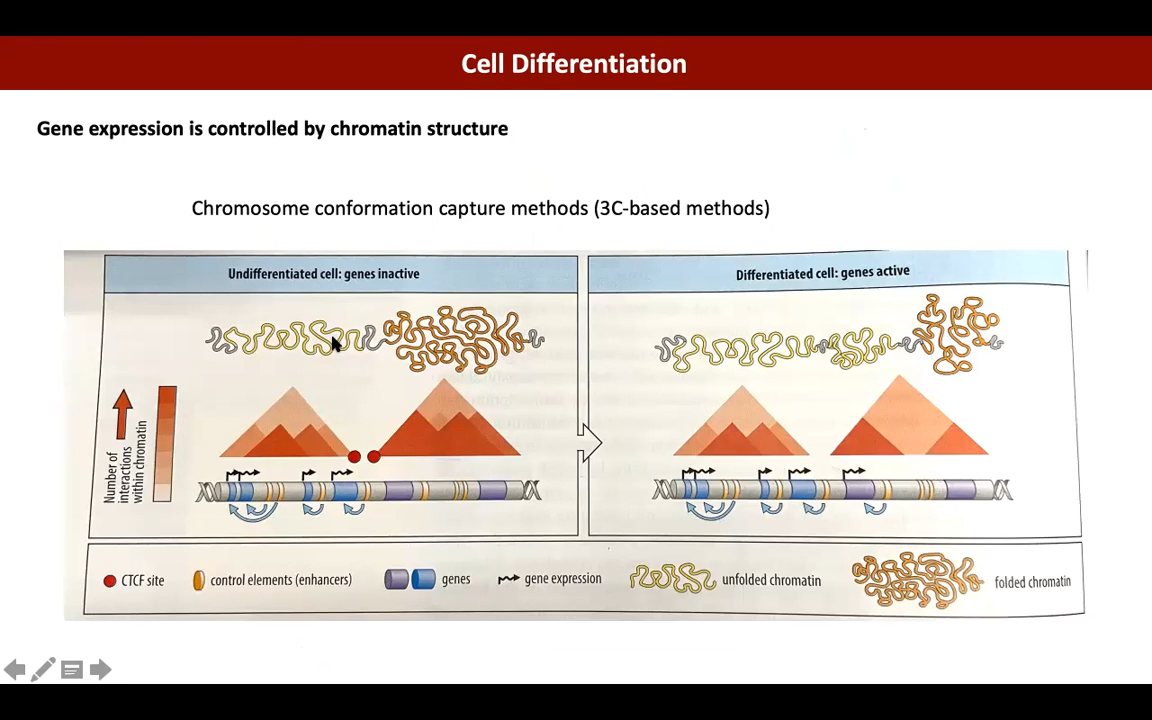 Cell Differentiation
Gene expression is controlled by chromatin structure
Chromosome conformation capture methods (3C-based methods)
Undifferentiated cell: genes inactive
Differentiated cell: genes active
Number of
interactions
within chromatin
CTCF site
control elements (enhancers)
genes
gene expression
unfolded chromatin
folded chromatin